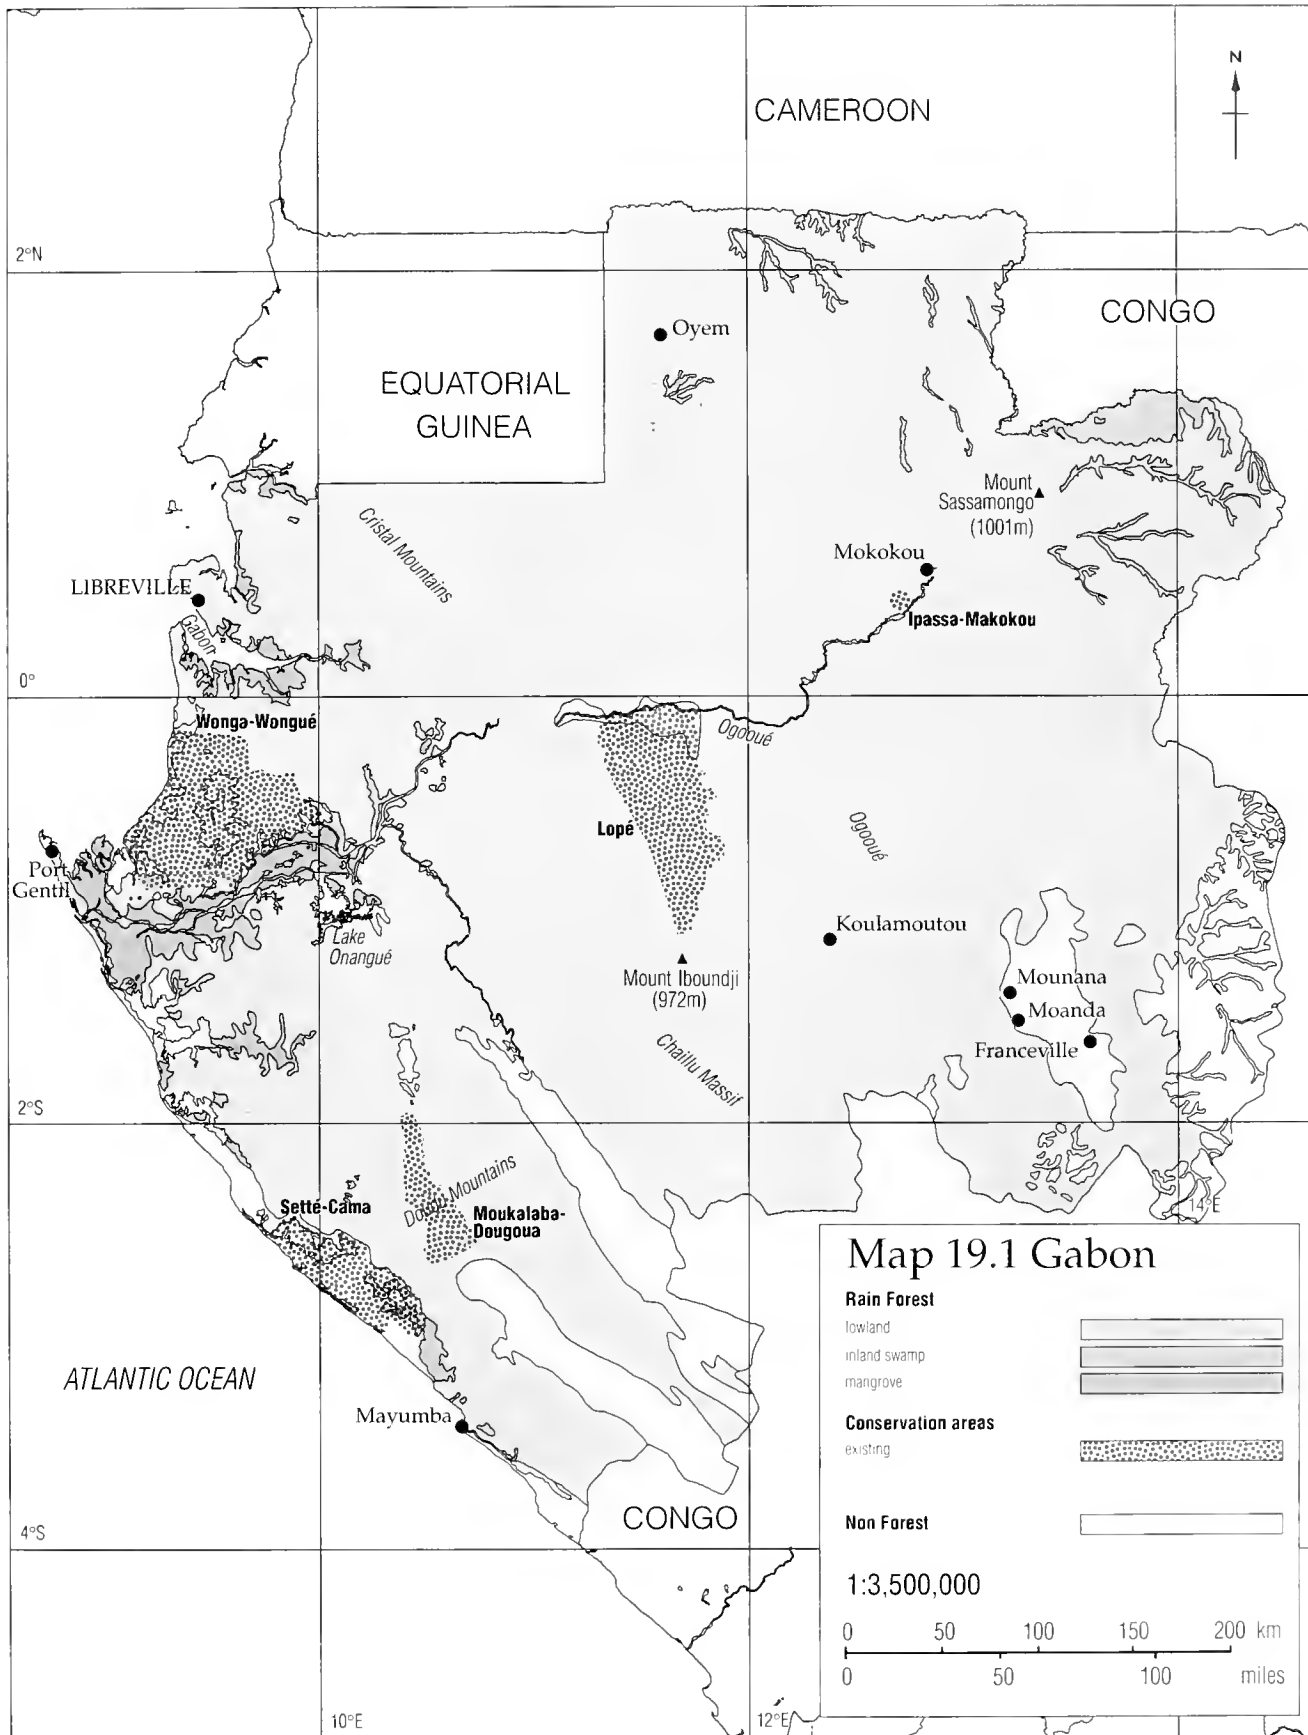 N
CAMEROON
2°N
CONGO
Oyem
EQUATORIAL
GUINEA
Mount
Sassamongo
(1001m)
Cristal Mountains
Mokokou
LIBREVILLE
Ipassa-Makokou
Gabon
0°
Wonga-Wongué
Ogooué
Lopé
Ogooué
Port
Gentil
Koulamoutou
Lake
Onangué
Mount Iboundji
(972m)
Mounana
Moanda
Franceville
Chaillu Massif
2°S
Doudu Mountains
Setté-Cama
Moukalaba-
Dougoua
14°E
Map 19.1 Gabon
Rain Forest
lowland
inland swamp
mangrove
ATLANTIC OCEAN
Mayumba
Conservation areas
existing
CONGO
Non Forest
4°S
1:3,500,000
0 50 100 150 200 km
0 50 100 miles
10°E
12°E